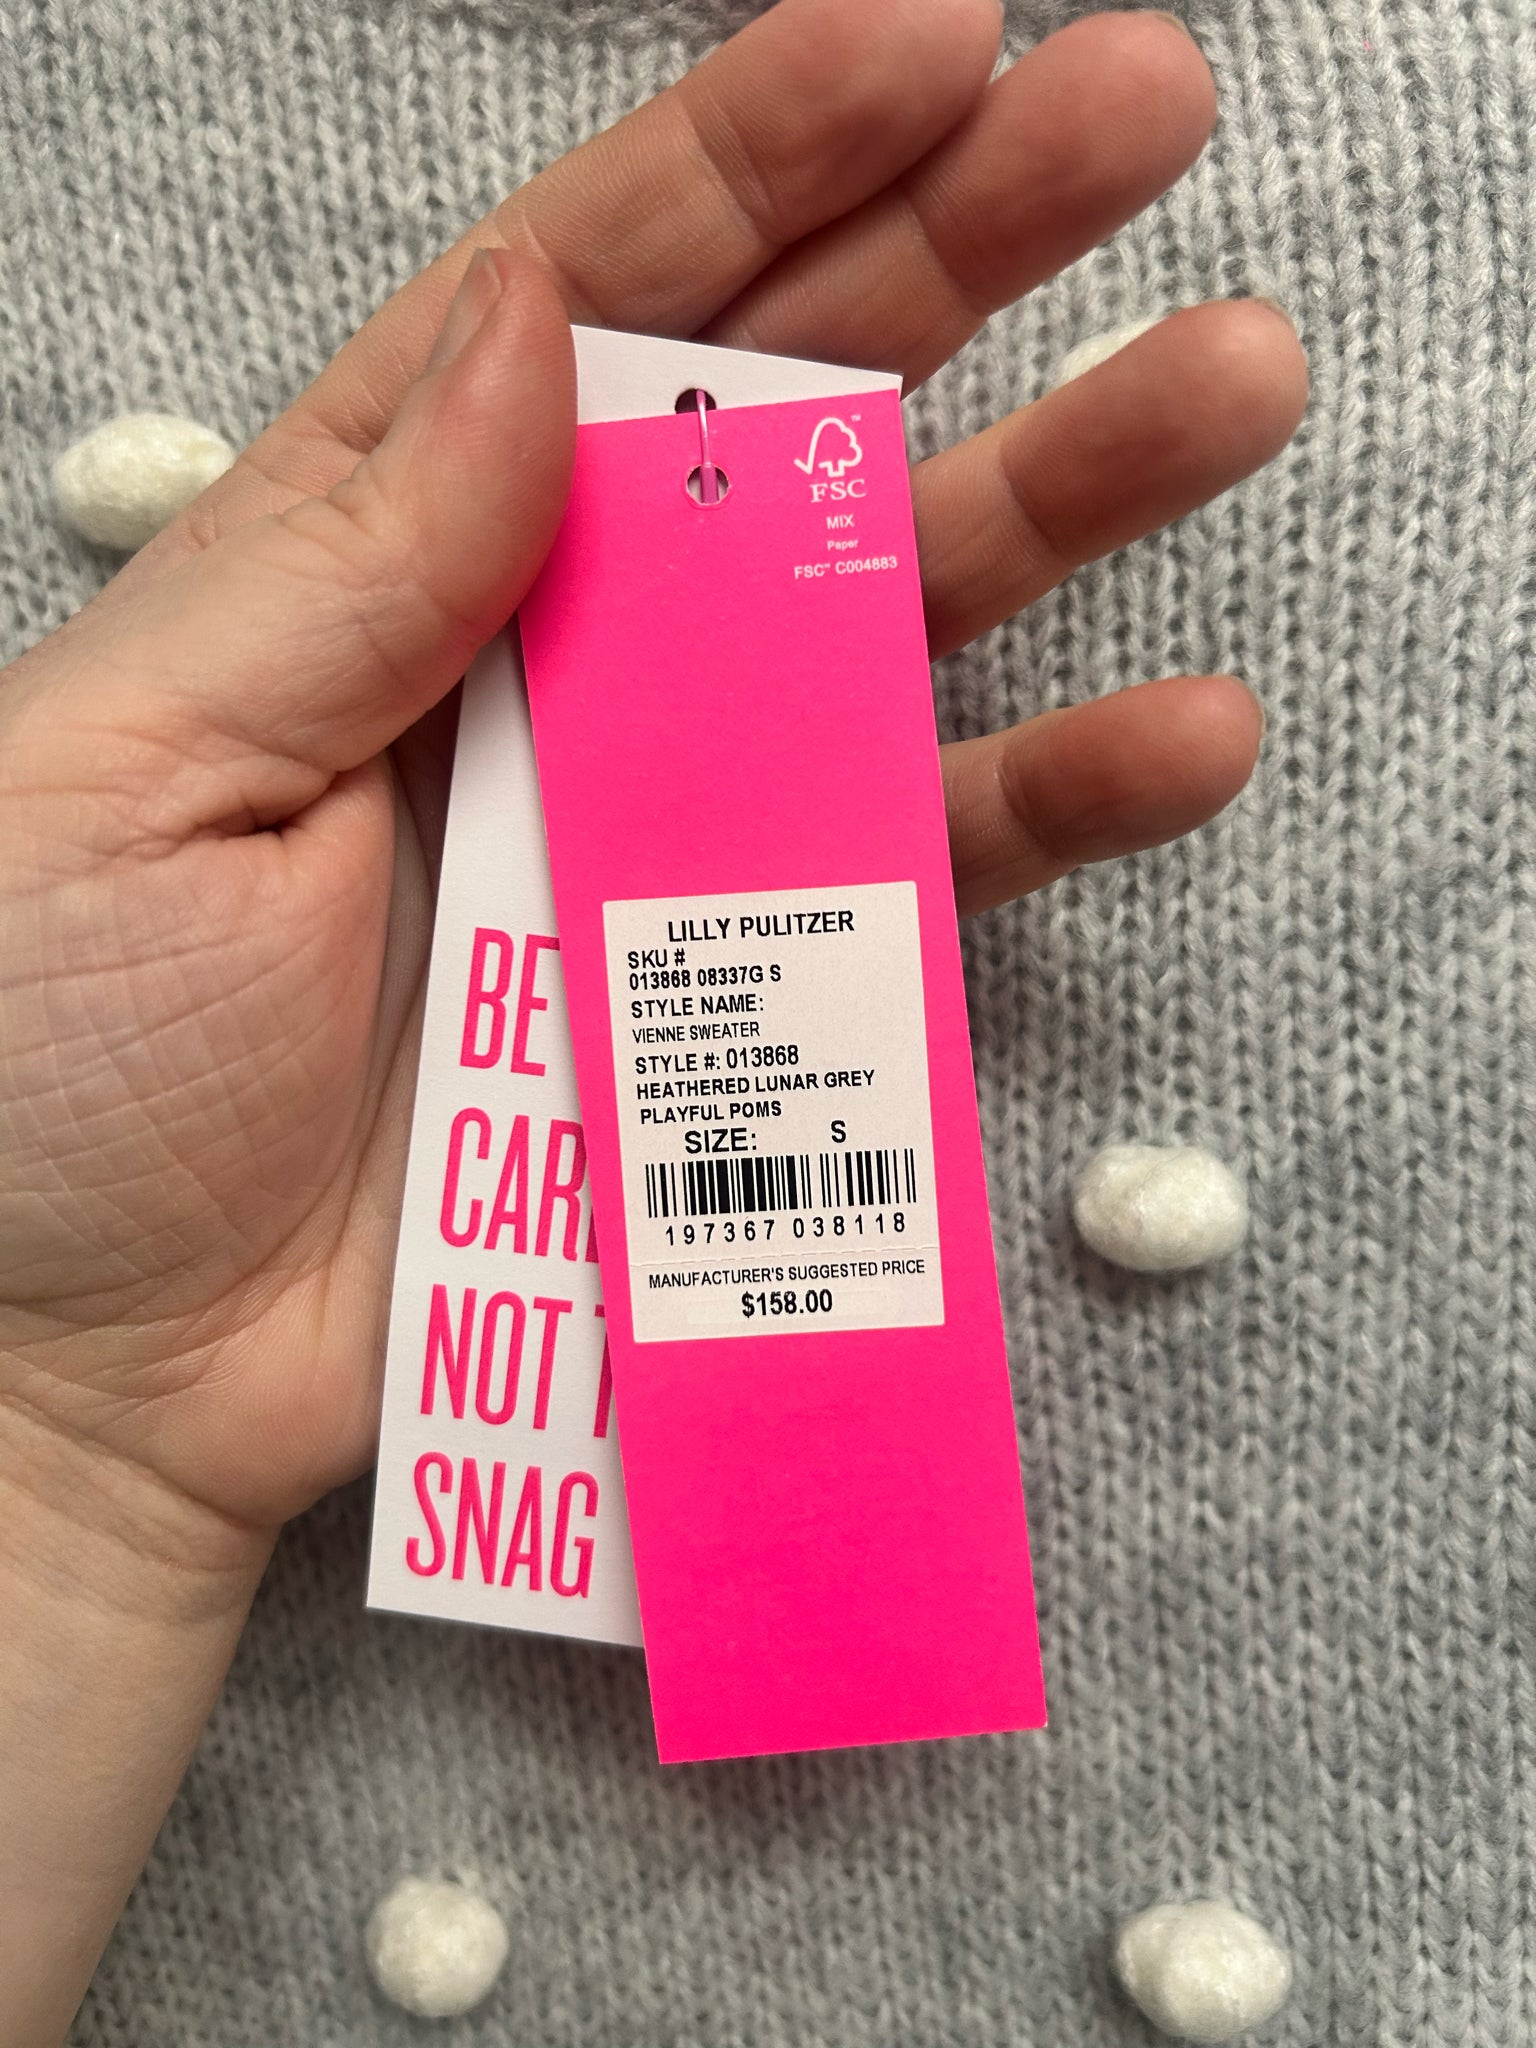 FSC™
MIX
Paper
FSC™ C004883
LILLY PULITZER
SKU #
013868 08337G S
STYLE NAME:
VIENNE SWEATER
STYLE #: 013868
HEATHERED LUNAR GREY
PLAYFUL POMS
SIZE: S
197367 038118
MANUFACTURER'S SUGGESTED PRICE
$158.00
BE
CAR
NOT T
SNAG